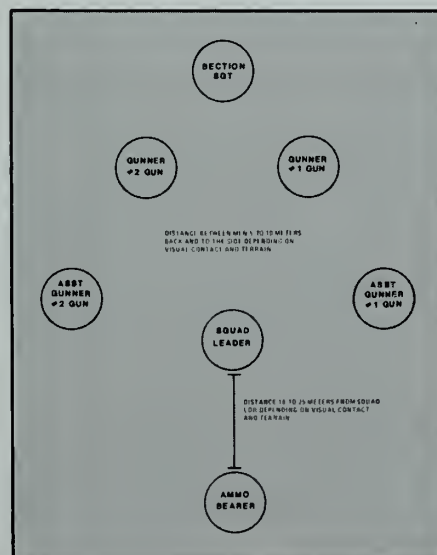 SECTION
SGT
GUNNER
#2 GUN
GUNNER
#1 GUN
DISTANCE BETWEEN MEN 5 TO 10 METERS
BACK AND TO THE SIDE DEPENDING ON
VISUAL CONTACT AND TERRAIN
ASST
GUNNER
#2 GUN
ASST
GUNNER
#1 GUN
SQUAD
LEADER
DISTANCE TO 25 METERS FROM SQUAD
LDR DEPENDING ON VISUAL CONTACT
AND TERRAIN
AMMO
BEARER